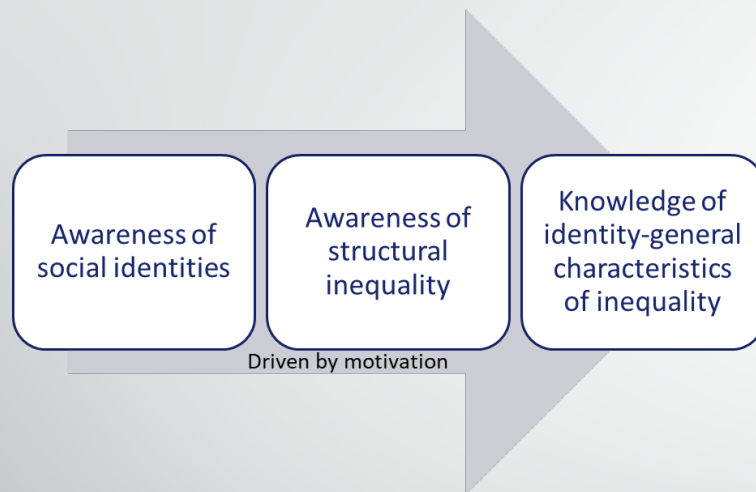 Awareness of
social identities
Awareness of
structural
inequality
Knowledge of
identity-general
characteristics
of inequality
Driven by motivation